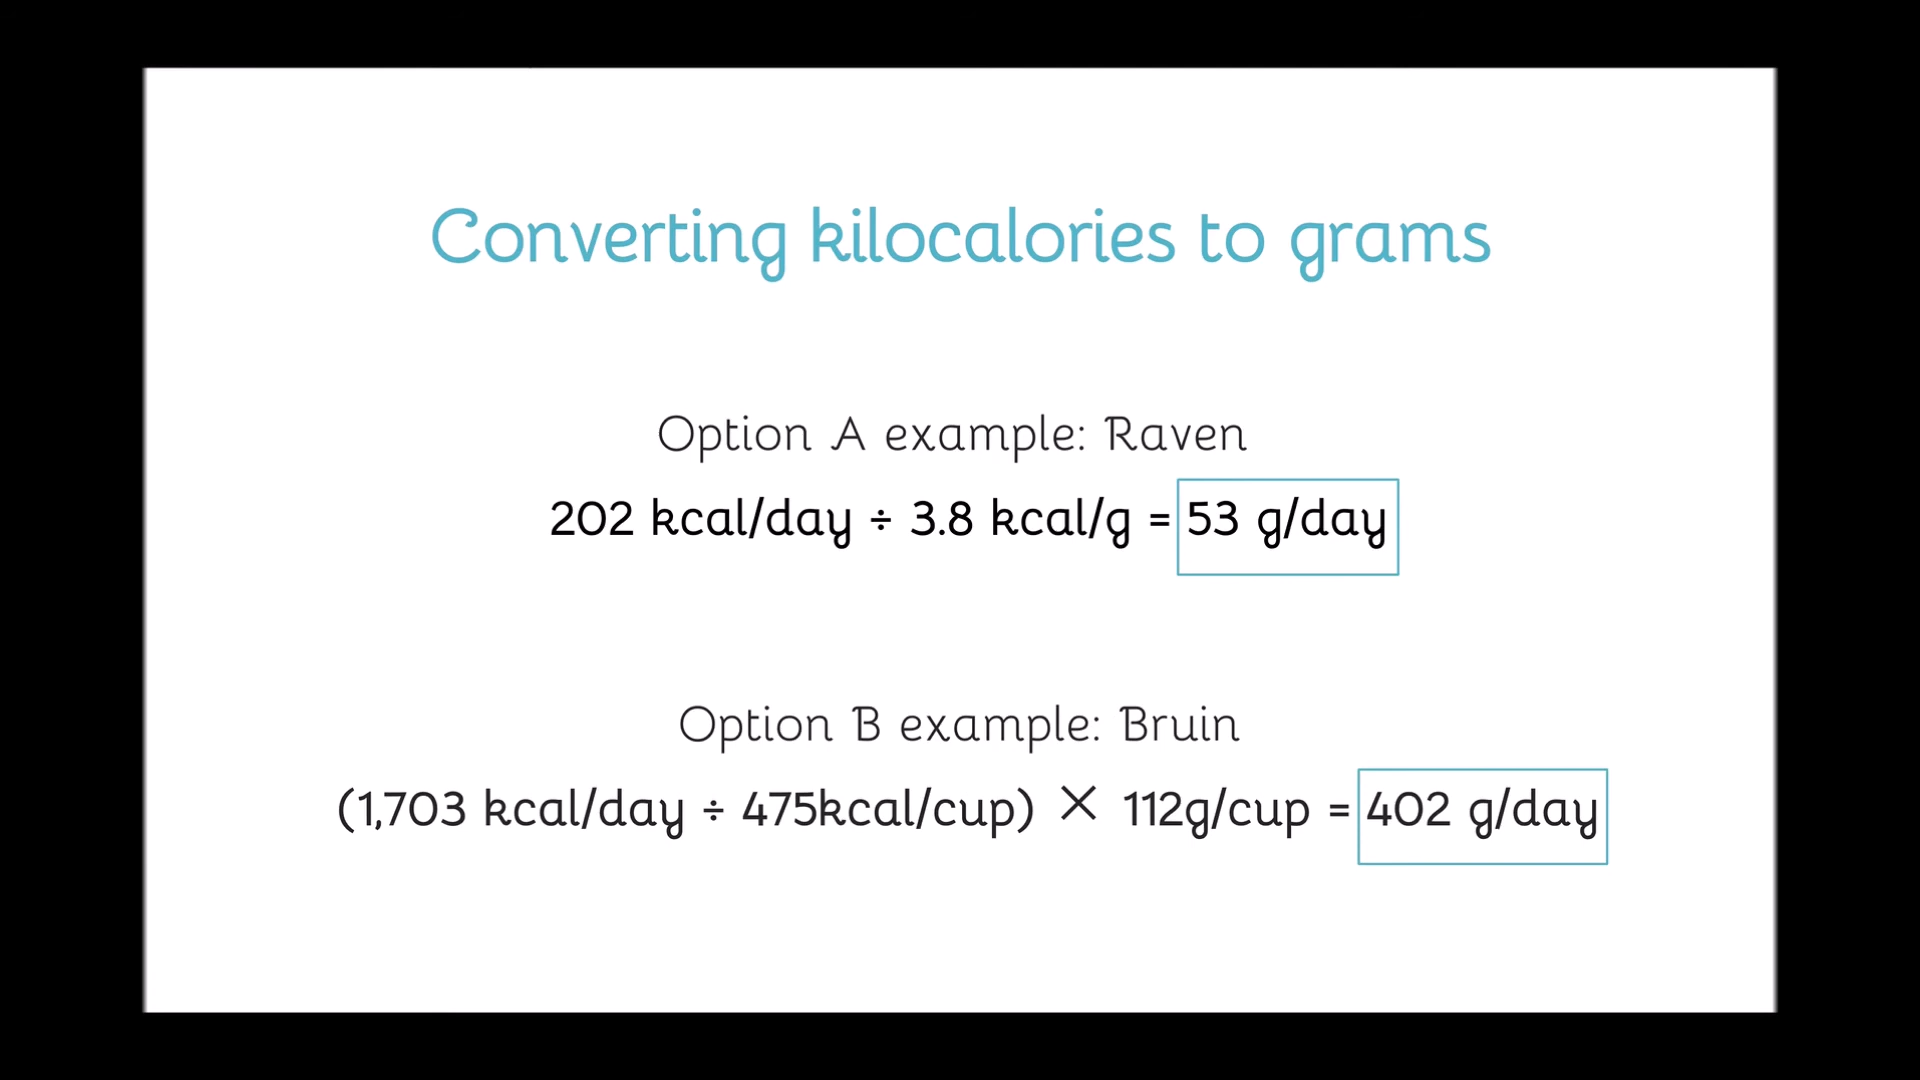 Converting kilocalories to grams
Option A example: Raven
202 kcal/day ÷ 3.8 kcal/g = 53 g/day
Option B example: Bruin
(1,703 kcal/day ÷ 475kcal/cup) × 112g/cup = 402 g/day